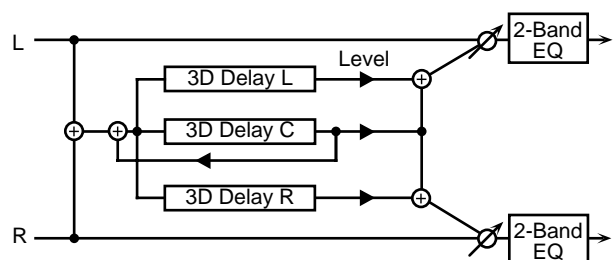 L
2-Band
EQ
Level
3D Delay L
3D Delay C
3D Delay R
R
2-Band
EQ